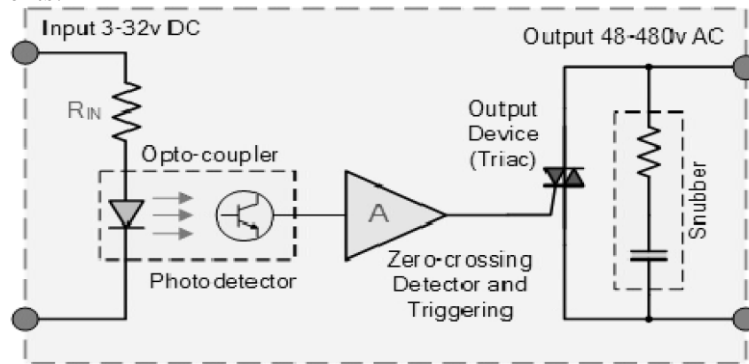 Input 3-32v DC
Output 48-480v AC
RIN
Output
Device
(Triac)
Opto-coupler
A
Snubber
Photodetector
Zero-crossing
Detector and
Triggering